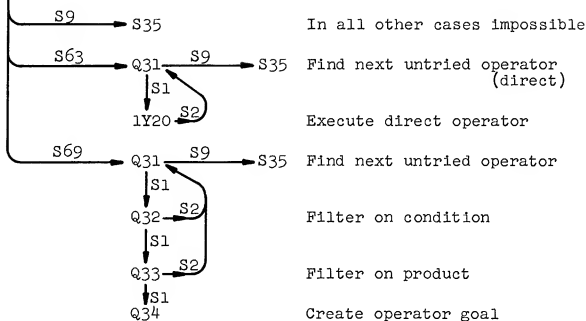 S9 S35 In all other cases impossible
S63 Q31 S9 S35 Find next untried operator
(direct)
S1
1Y20 S2 Execute direct operator
S69 Q31 S9 S35 Find next untried operator
S1
Q32 S2 Filter on condition
S1
Q33 S2 Filter on product
S1
Q34 Create operator goal